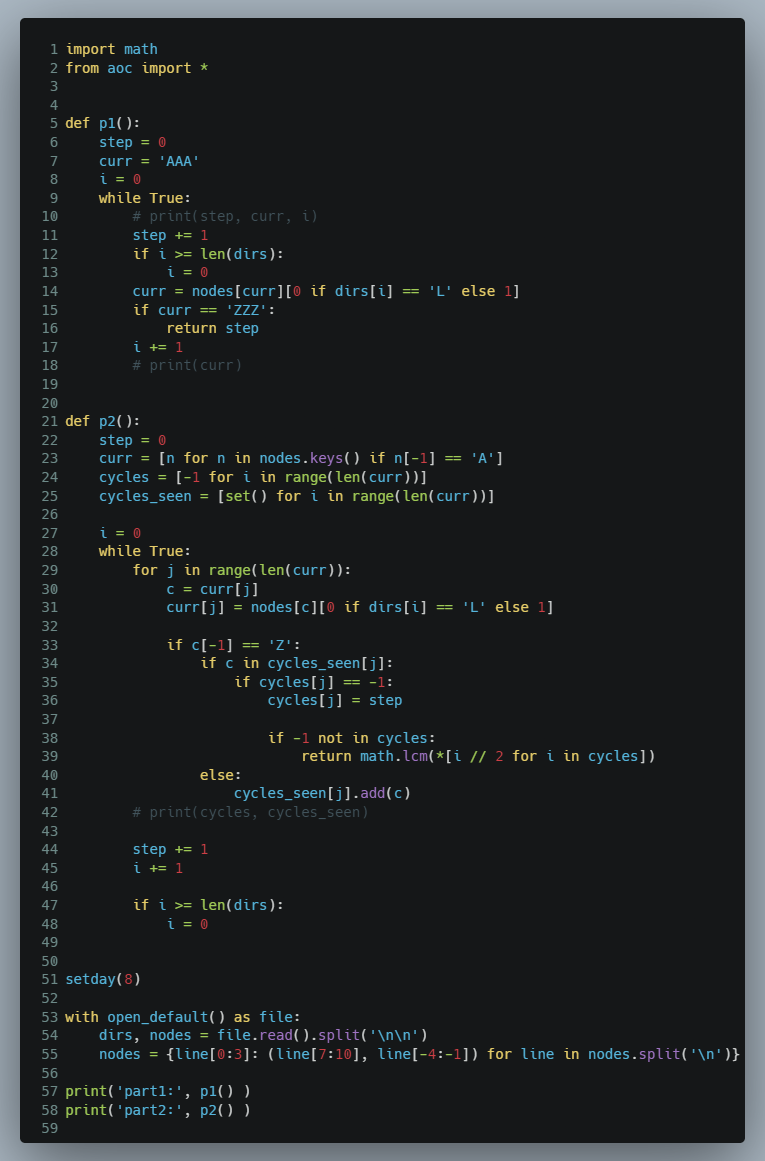 1 import math
2 from aoc import *
3
4
5 def p1():
6     step = 0
7     curr = 'AAA'
8     i = 0
9     while True:
10         # print(step, curr, i)
11         step += 1
12         if i >= len(dirs):
13             i = 0
14         curr = nodes[curr][0 if dirs[i] == 'L' else 1]
15         if curr == 'ZZZ':
16             return step
17         i += 1
18         # print(curr)
19
20
21 def p2():
22     step = 0
23     curr = [n for n in nodes.keys() if n[-1] == 'A']
24     cycles = [-1 for i in range(len(curr))]
25     cycles_seen = [set() for i in range(len(curr))]
26
27     i = 0
28     while True:
29         for j in range(len(curr)):
30             c = curr[j]
31             curr[j] = nodes[c][0 if dirs[i] == 'L' else 1]
32
33             if c[-1] == 'Z':
34                 if c in cycles_seen[j]:
35                     if cycles[j] == -1:
36                         cycles[j] = step
37
38                         if -1 not in cycles:
39                             return math.lcm(*[i // 2 for i in cycles])
40                 else:
41                     cycles_seen[j].add(c)
42         # print(cycles, cycles_seen)
43
44         step += 1
45         i += 1
46
47         if i >= len(dirs):
48             i = 0
49
50
51 setday(8)
52
53 with open_default() as file:
54     dirs, nodes = file.read().split('\n\n')
55     nodes = {line[0:3]: (line[7:10], line[-4:-1]) for line in nodes.split('\n')}
56
57 print('part1:', p1() )
58 print('part2:', p2() )
59